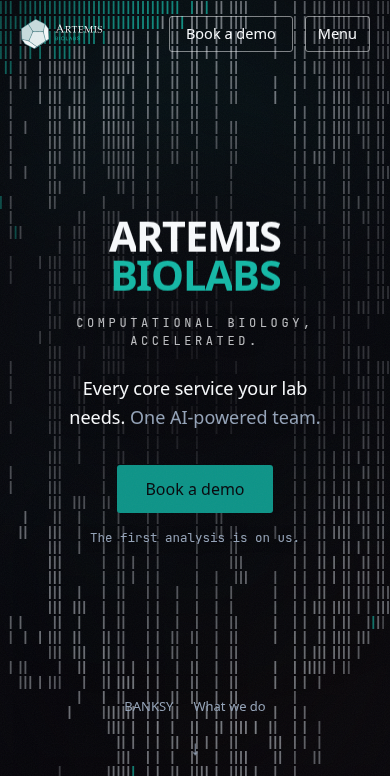 ARTEMIS
BIOLABS
Book a demo
Menu
ARTEMIS
BIOLABS
COMPUTATIONAL BIOLOGY,
ACCELERATED.
Every core service your lab
needs. One AI-powered team.
Book a demo
The first analysis is on us.
BANKSY What we do
↓